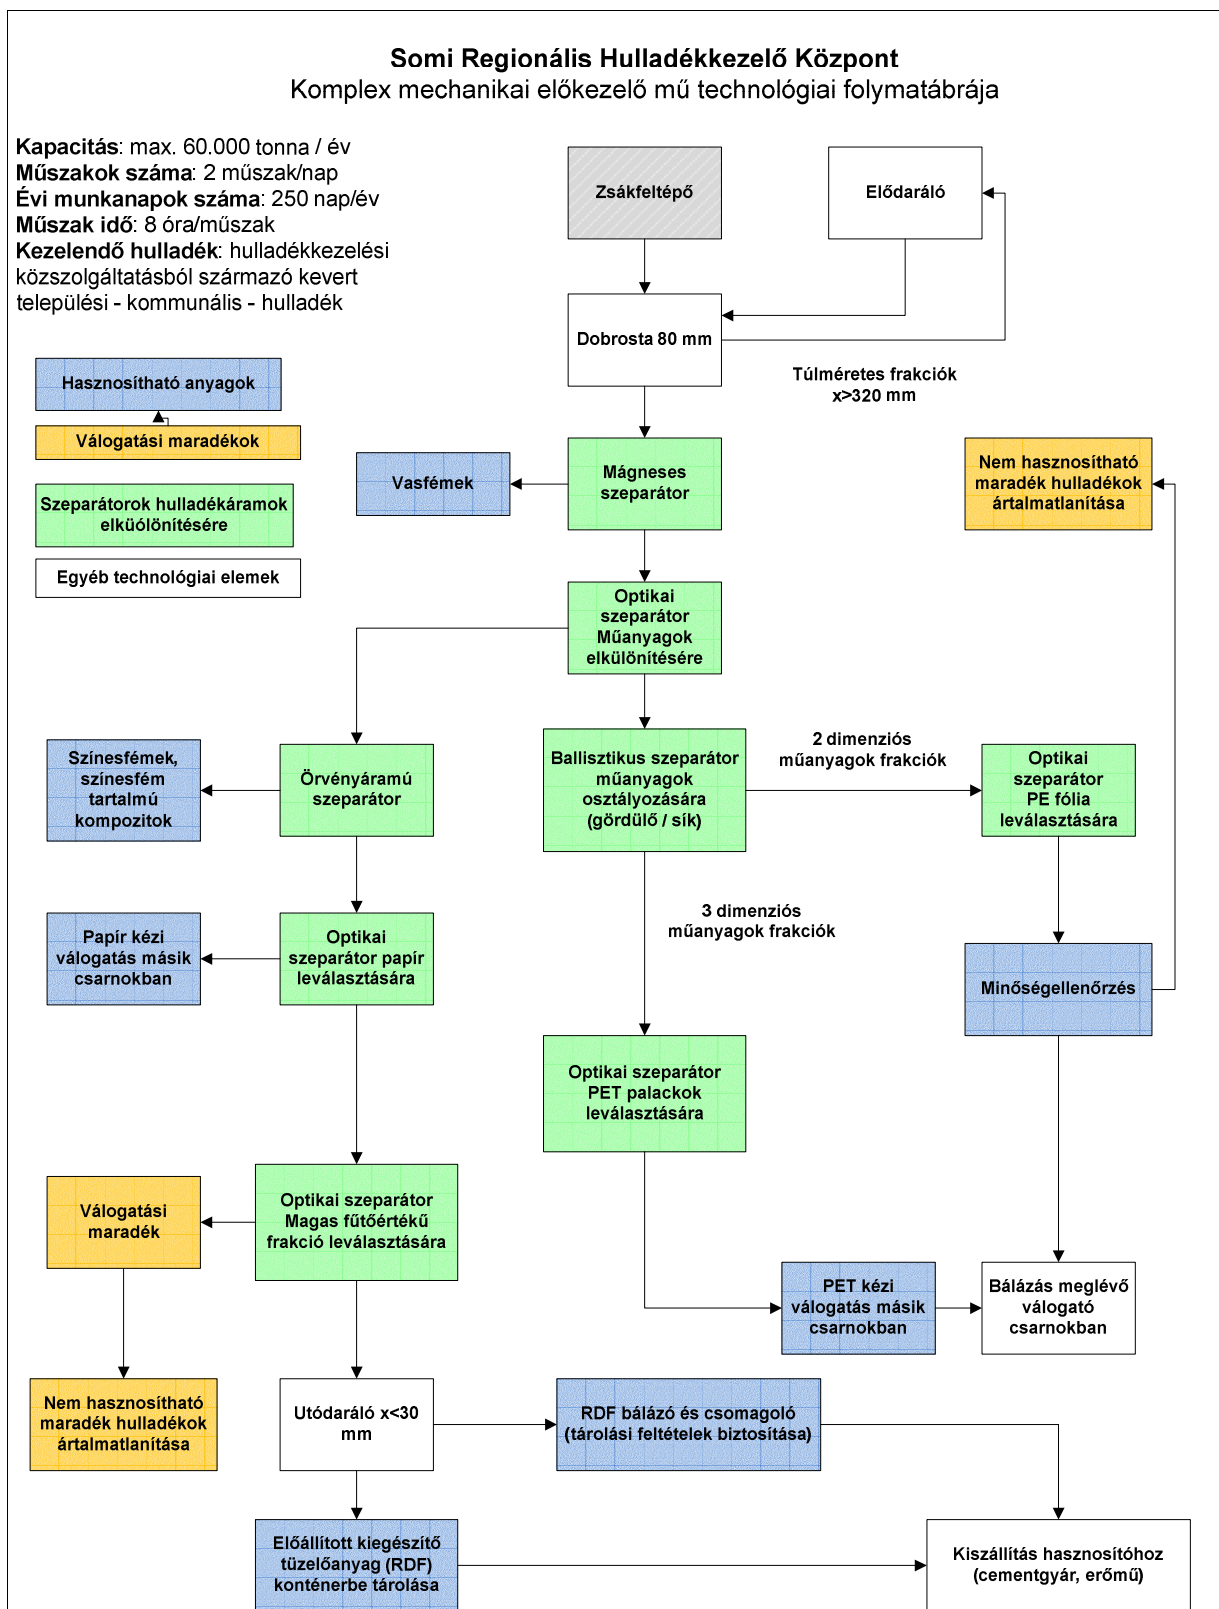 Somi Regionális Hulladékkezelő Központ
Komplex mechanikai előkezelő mű technológiai folymatábrája
Kapacitás: max. 60.000 tonna / év
Műszakok száma: 2 műszak/nap
Évi munkanapok száma: 250 nap/év
Műszak idő: 8 óra/műszak
Kezelendő hulladék: hulladékkezelési
közszolgáltatásból származó kevert
települési - kommunális - hulladék
Zsákfeltépő
Elődaráló
Dobrosta 80 mm
Túlméretes frakciók
x>320 mm
Hasznosítható anyagok
Válogatási maradékok
Szeparátorok hulladékáramok
elküólönítésére
Egyéb technológiai elemek
Vasfémek
Mágneses
szeparátor
Nem hasznosítható
maradék hulladékok
ártalmatlanítása
Optikai
szeparátor
Műanyagok
elkülönítésére
Színesfémek,
színesfém
tartalmú
kompozitok
Örvényáramú
szeparátor
Ballisztikus szeparátor
műanyagok
osztályozására
(gördülő / sík)
2 dimenziós
műanyagok frakciók
Optikai
szeparátor
PE fólia
leválasztására
Papír kézi
válogatás másik
csarnokban
Optikai
szeparátor papír
leválasztására
3 dimenziós
műanyagok frakciók
Minőségellenőrzés
Optikai szeparátor
PET palackok
leválasztására
Válogatási
maradék
Optikai szeparátor
Magas fűtőértékű
frakció leválasztására
PET kézi
válogatás másik
csarnokban
Bálázás meglévő
válogató
csarnokban
Nem hasznosítható
maradék hulladékok
ártalmatlanítása
Utódaráló x<30
mm
RDF bálázó és csomagoló
(tárolási feltételek biztosítása)
Előállított kiegészítő
tüzelőanyag (RDF)
konténerbe tárolása
Kiszállítás hasznosítóhoz
(cementgyár, erőmű)